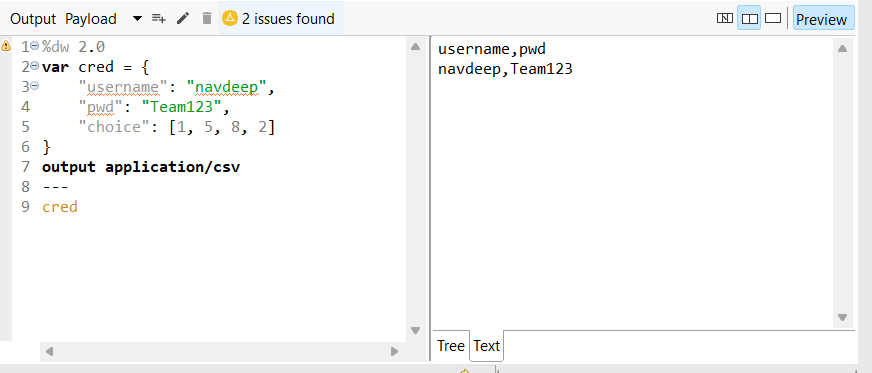 Output Payload 2 issues found Preview
1 %dw 2.0
2 var cred = {
3 "username": "navdeep",
4 "pwd": "Team123",
5 "choice": [1, 5, 8, 2]
6 }
7 output application/csv
8 ---
9 cred
username,pwd
navdeep,Team123
Tree Text